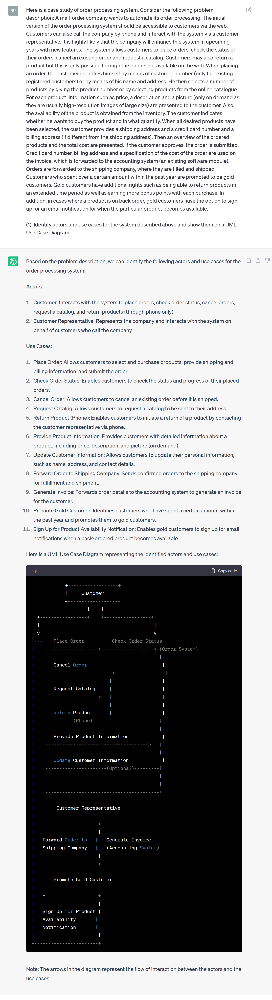 RU
Here is a case study of order processing system. Consider the following problem
description: A mail-order company wants to automate its order processing. The initial
version of the order processing system should be accessible to customers via the web.
Customers can also call the company by phone and interact with the system via a customer
representative. It is highly likely that the company will enhance this system in upcoming
years with new features. The system allows customers to place orders, check the status of
their orders, cancel an existing order and request a catalog. Customers may also return a
product but this is only possible through the phone, not available on the web. When placing
an order, the customer identifies himself by means of customer number (only for existing
registered customers) or by means of his name and address. He then selects a number of
products by giving the product number or by selecting products from the online catalogue.
For each product, information such as price, a description and a picture (only on demand as
they are usually high-resolution images of large size) are presented to the customer. Also,
the availability of the product is obtained from the inventory. The customer indicates
whether he wants to buy the product and in what quantity. When all desired products have
been selected, the customer provides a shipping address and a credit card number and a
billing address (if different from the shipping address). Then an overview of the ordered
products and the total cost are presented. If the customer approves, the order is submitted.
Credit card number, billing address and a specification of the cost of the order are used on
the invoice, which is forwarded to the accounting system (an existing software module).
Orders are forwarded to the shipping company, where they are filled and shipped.
Customers who spent over a certain amount within the past year are promoted to be gold
customers. Gold customers have additional rights such as being able to return products in
an extended time period as well as earning more bonus points with each purchase. In
addition, in cases where a product is on back order, gold customers have the option to sign
up for an email notification for when the particular product becomes available.
(1). Identify actors and use cases for the system described above and show them on a UML
Use Case Diagram.
Based on the problem description, we can identify the following actors and use cases for the
order processing system:
Actors:
1. Customer: Interacts with the system to place orders, check order status, cancel orders,
request a catalog, and return products (through phone only).
2. Customer Representative: Represents the company and interacts with the system on
behalf of customers who call the company.
Use Cases:
1. Place Order: Allows customers to select and purchase products, provide shipping and
billing information, and submit the order.
2. Check Order Status: Enables customers to check the status and progress of their placed
orders.
3. Cancel Order: Allows customers to cancel an existing order before it is shipped.
4. Request Catalog: Allows customers to request a catalog to be sent to their address.
5. Return Product (Phone): Enables customers to initiate a return of a product by contacting
the customer representative via phone.
6. Provide Product Information: Provides customers with detailed information about a
product, including price, description, and picture (on demand).
7. Update Customer Information: Allows customers to update their personal information,
such as name, address, and contact details.
8. Forward Order to Shipping Company: Sends confirmed orders to the shipping company
for fulfillment and shipment.
9. Generate Invoice: Forwards order details to the accounting system to generate an invoice
for the customer.
10. Promote Gold Customer: Identifies customers who have spent a certain amount within
the past year and promotes them to gold customers.
11. Sign Up for Product Availability Notification: Enables gold customers to sign up for email
notifications when a back-ordered product becomes available.
Here is a UML Use Case Diagram representing the identified actors and use cases:
sql Copy code
Customer
v v
Place Order Check Order Status
(Order System)
Cancel Order
Request Catalog
Return Product
(Phone)
Provide Product Information
Update Customer Information
(Optional)
Customer Representative
Forward Order to | Generate Invoice
Shipping Company | (Accounting System)
Promote Gold Customer
Sign Up for Product
Availability
Notification
Note: The arrows in the diagram represent the flow of interaction between the actors and the
use cases.